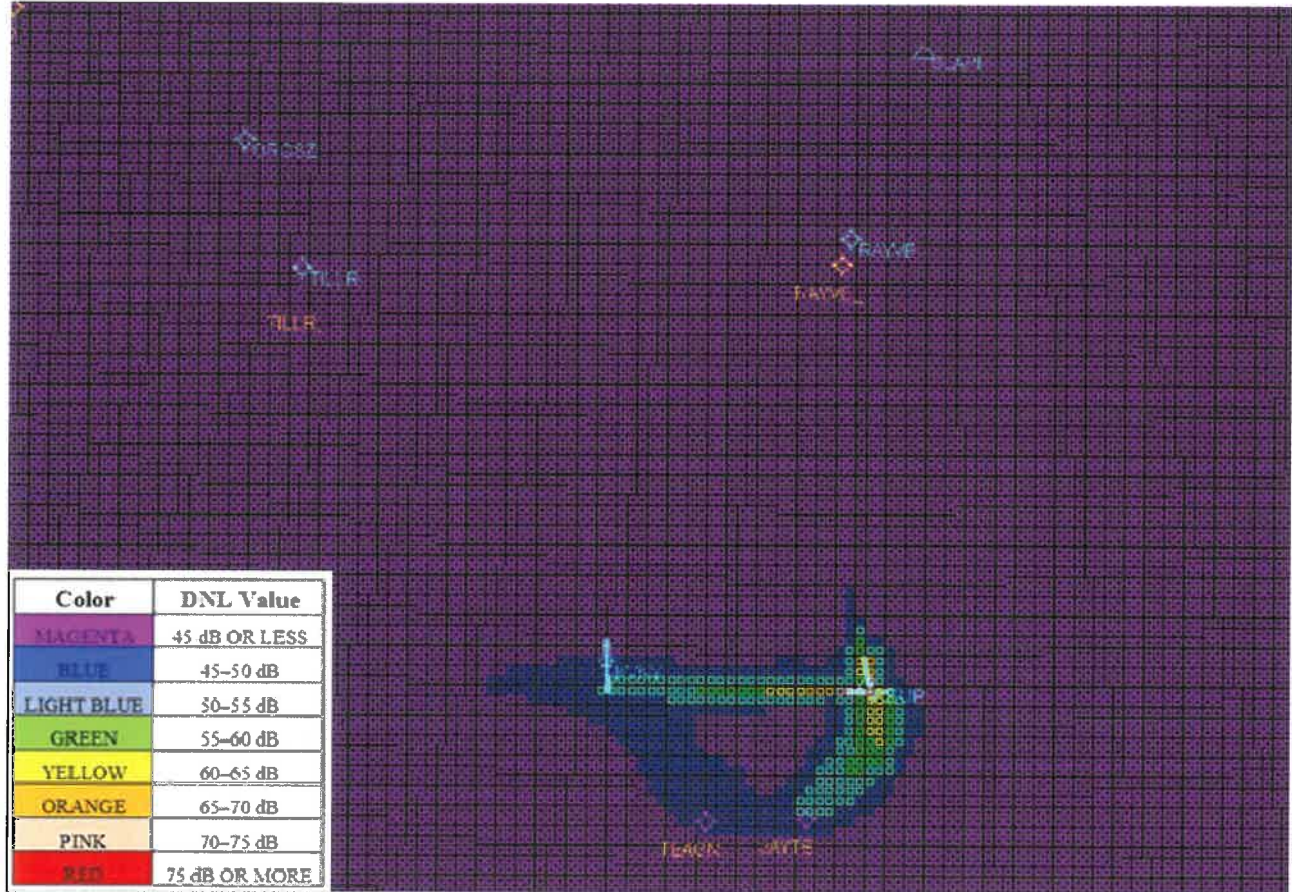 TILLR
RAYVE
TILLR
Color DNL Value
MAGENTA 45 dB OR LESS
BLUE 45–50 dB
LIGHT BLUE 50–55 dB
GREEN 55–60 dB
YELLOW 60–65 dB
ORANGE 65–70 dB
PINK 70–75 dB
RED 75 dB OR MORE